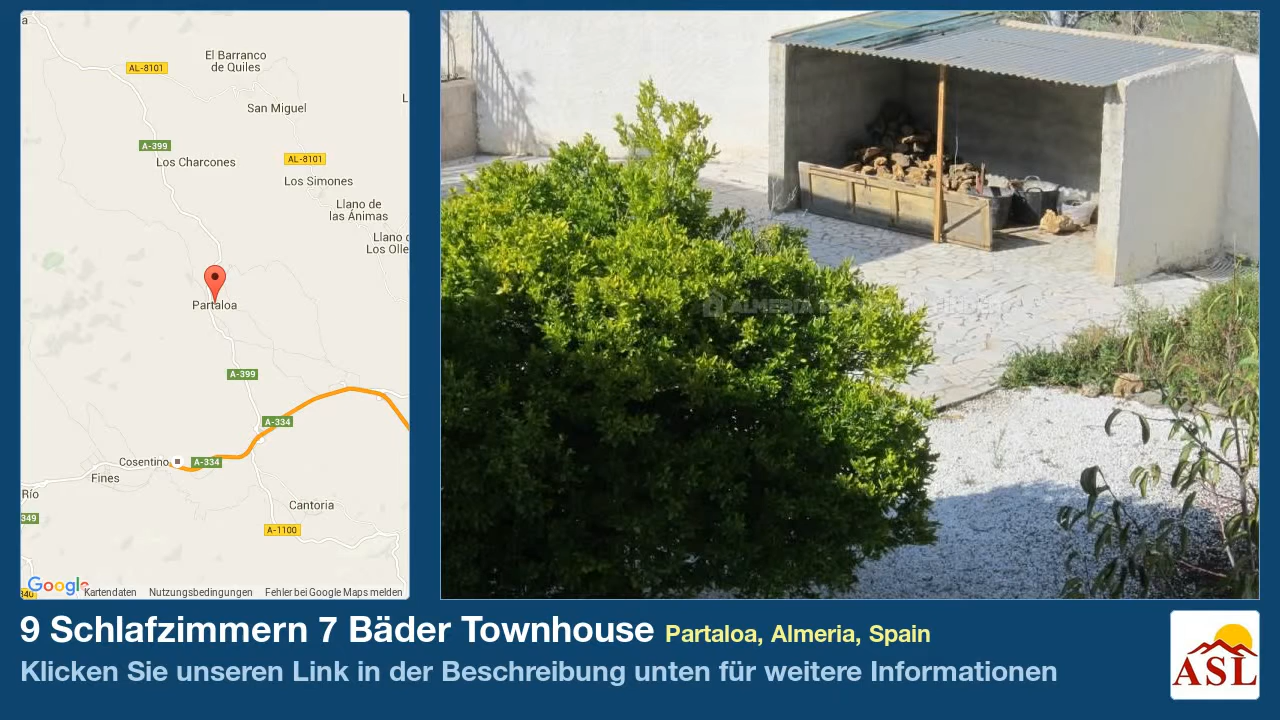 a
El Barranco
de Quiles
AL-8101
San Miguel
L
A-399
Los Charcones
AL-8101
Los Simones
Llano de
las Ánimas
Llano
Los Olle
Partaloa
A-399
A-334
Cosentino
A-334
Fines
Río
Cantoria
349
A-1100
Google
340
Kartendaten Nutzungsbedingungen Fehler bei Google Maps melden
ALMERIA
9 Schlafzimmern 7 Bäder Townhouse Partaloa, Almeria, Spain
Klicken Sie unseren Link in der Beschreibung unten für weitere Informationen
ASL